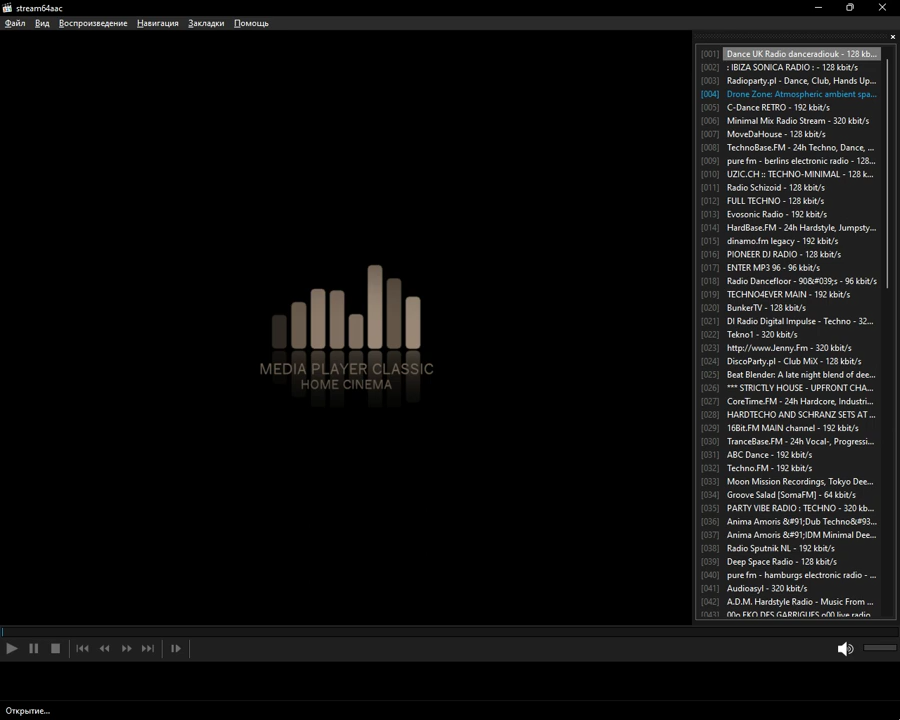 stream64aac
Файл Вид Воспроизведение Навигация Закладки Помощь
[001] Dance UK Radio danceradiouk - 128 kb...
[002] : IBIZA SONICA RADIO : - 128 kbit/s
[003] Radioparty.pl - Dance, Club, Hands Up...
[004] Drone Zone: Atmospheric ambient spa...
[005] C-Dance RETRO - 192 kbit/s
[006] Minimal Mix Radio Stream - 320 kbit/s
[007] MoveDaHouse - 128 kbit/s
[008] TechnoBase.FM - 24h Techno, Dance, ...
[009] pure fm - berlins electronic radio - 128...
[010] UZIC.CH :: TECHNO-MINIMAL - 128 k...
[011] Radio Schizoid - 128 kbit/s
[012] FULL TECHNO - 128 kbit/s
[013] Evosonic Radio - 192 kbit/s
[014] HardBase.FM - 24h Hardstyle, Jumpsty...
[015] dinamo.fm legacy - 192 kbit/s
[016] PIONEER DJ RADIO - 128 kbit/s
[017] ENTER MP3 96 - 96 kbit/s
[018] Radio Dancefloor - 90&#039;s - 96 kbit/s
[019] TECHNO4EVER MAIN - 192 kbit/s
[020] BunkerTV - 128 kbit/s
[021] DI Radio Digital Impulse - Techno - 32...
[022] Tekno1 - 320 kbit/s
[023] http://www.Jenny.Fm - 320 kbit/s
[024] DiscoParty.pl - Club MiX - 128 kbit/s
[025] Beat Blender: A late night blend of dee...
[026] *** STRICTLY HOUSE - UPFRONT CHA...
[027] CoreTime.FM - 24h Hardcore, Industri...
[028] HARDTECHO AND SCHRANZ SETS AT ...
[029] 16Bit.FM MAIN channel - 192 kbit/s
[030] TranceBase.FM - 24h Vocal-, Progressi...
[031] ABC Dance - 192 kbit/s
[032] Techno.FM - 192 kbit/s
[033] Moon Mission Recordings, Tokyo Dee...
[034] Groove Salad [SomaFM] - 64 kbit/s
[035] PARTY VIBE RADIO : TECHNO - 320 kb...
[036] Anima Amoris &#91;Dub Techno&#93...
[037] Anima Amoris &#91;IDM Minimal Dee...
[038] Radio Sputnik NL - 192 kbit/s
[039] Deep Space Radio - 128 kbit/s
[040] pure fm - hamburgs electronic radio - ...
[041] Audioasyl - 320 kbit/s
[042] A.D.M. Hardstyle Radio - Music From ...
[043] 00o EKO DES GARRIGUES o00 live radio
MEDIA PLAYER CLASSIC
HOME CINEMA
Открытие...